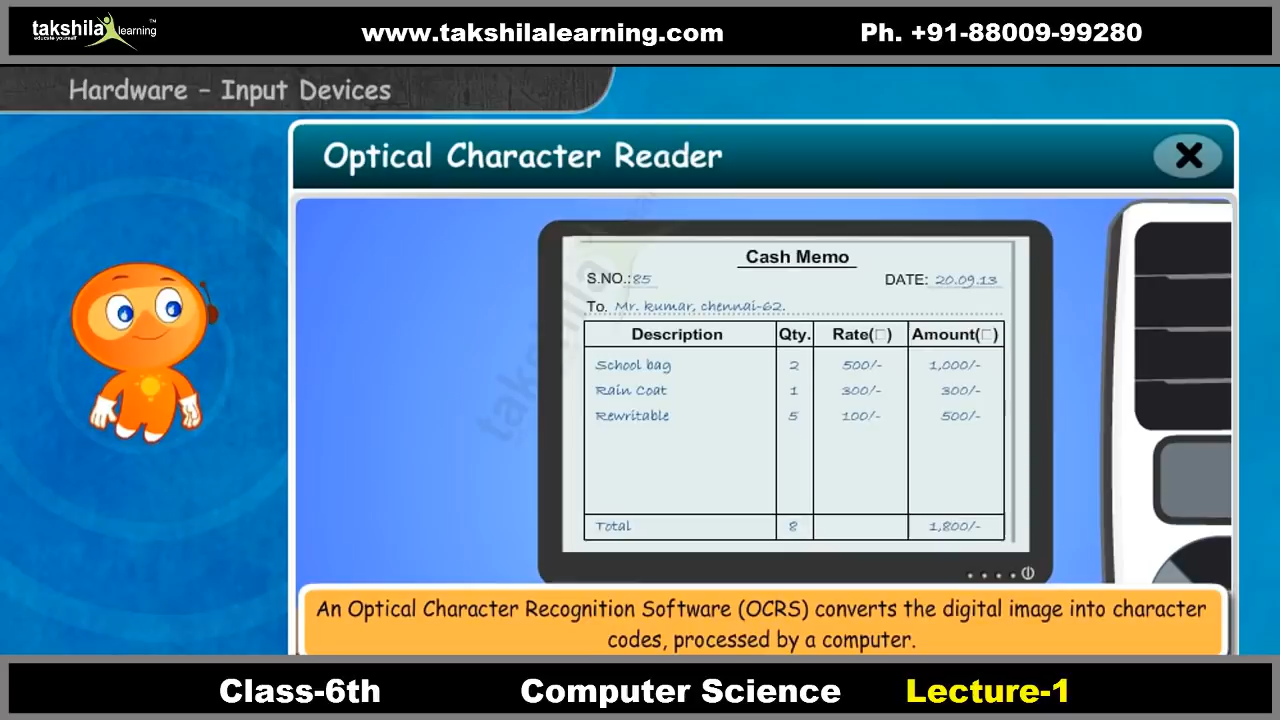 takshila learning™
educate yourself
www.takshilalearning.com
Ph. +91-88009-99280
Hardware – Input Devices
Optical Character Reader
Cash Memo
S.NO.:85 DATE: 20.09.13
To. Mr. kumar, chennai-62.
Description Qty. Rate(□) Amount(□)
School bag 2 500/- 1,000/-
Rain Coat 1 300/- 300/-
Rewritable 5 100/- 500/-
Total 8 1,800/-
takshila
An Optical Character Recognition Software (OCRS) converts the digital image into character
codes, processed by a computer.
Class-6th Computer Science Lecture-1